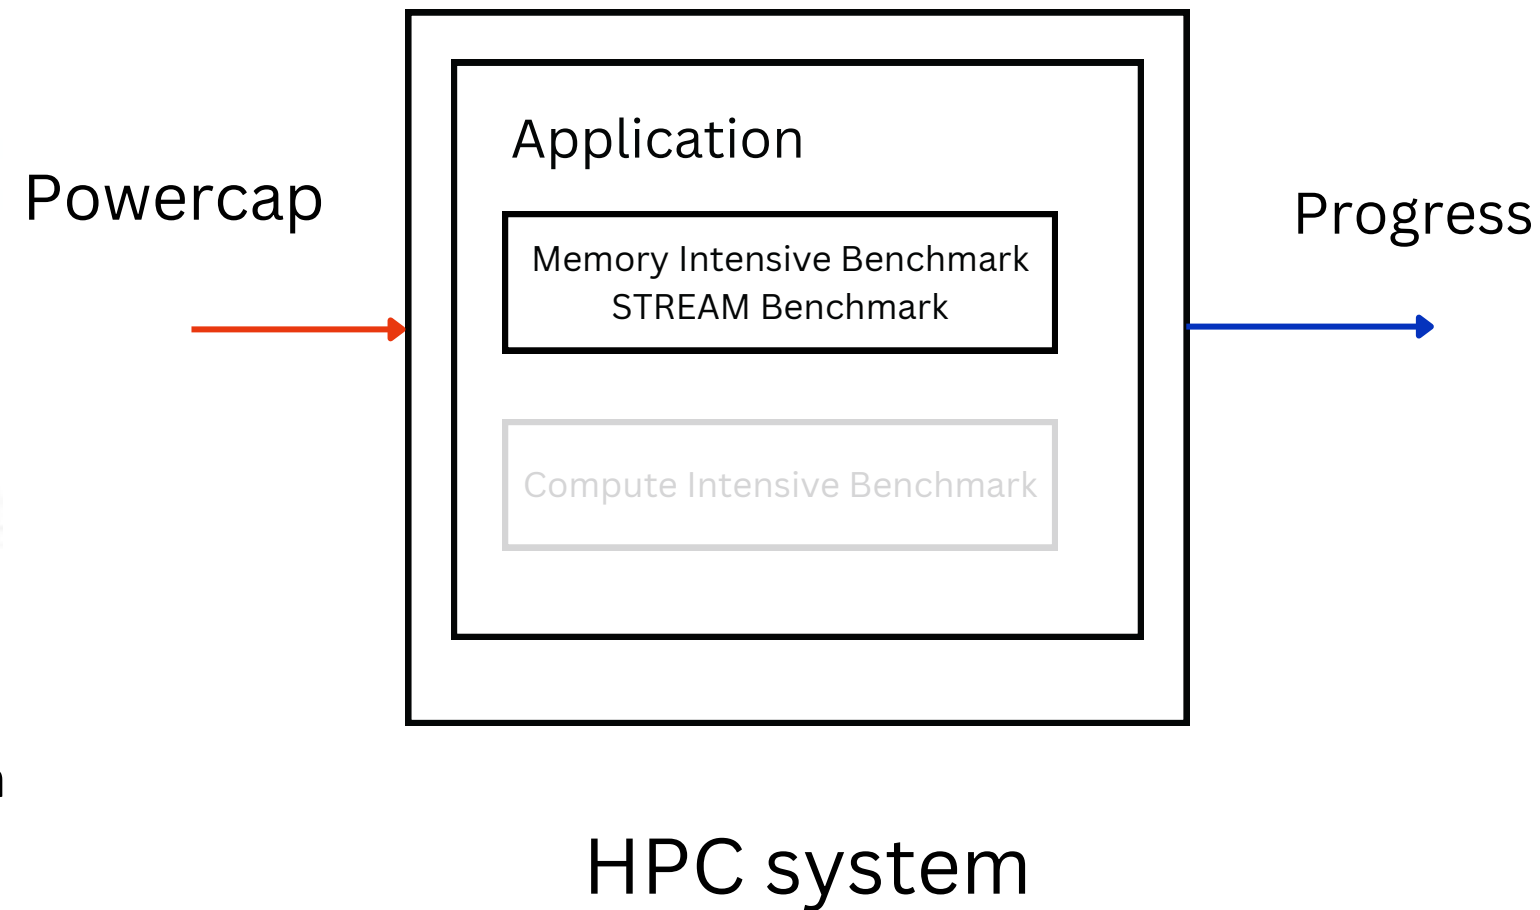 Application
Powercap
Progress
Memory Intensive Benchmark
STREAM Benchmark
Compute Intensive Benchmark
HPC system